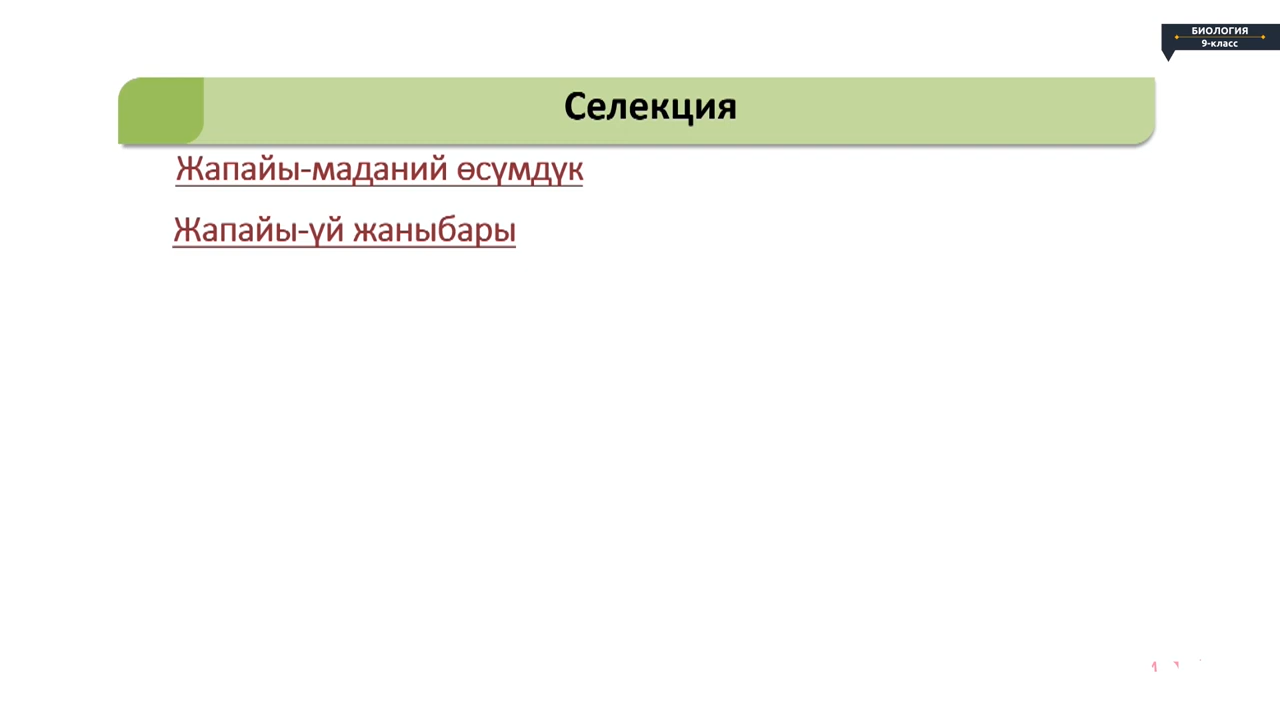 БИОЛОГИЯ
9-класс
Селекция
Жапайы-маданий өсүмдүк
Жапайы-үй жаныбары